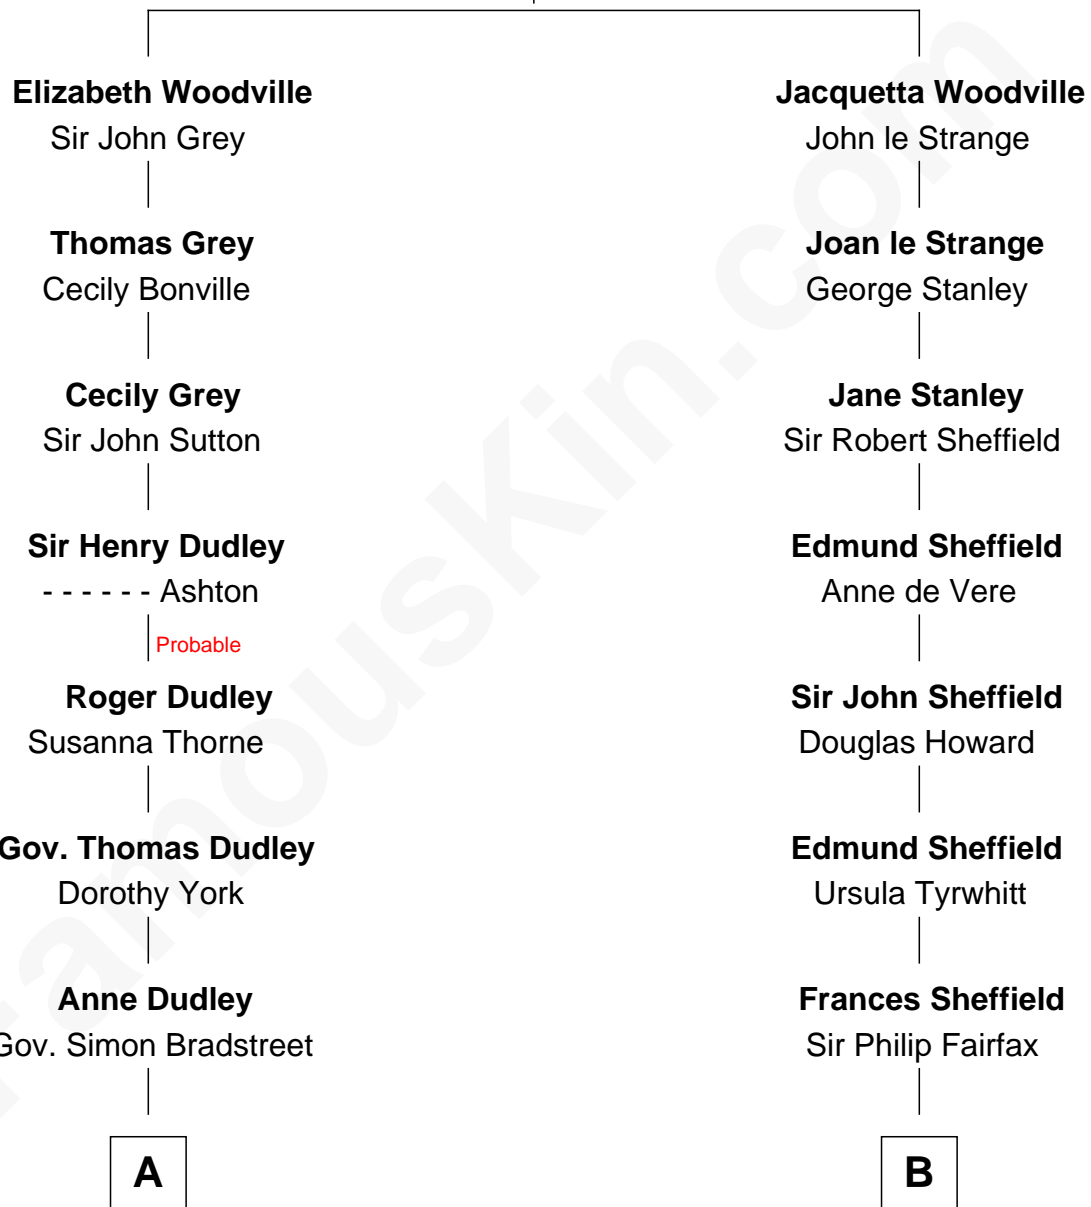 Elizabeth Woodville
Sir John Grey
Thomas Grey
Cecily Bonville
Cecily Grey
Sir John Sutton
Sir Henry Dudley
- - - - - - Ashton
Probable
Roger Dudley
Susanna Thorne
Gov. Thomas Dudley
Dorothy York
Anne Dudley
Gov. Simon Bradstreet
A
Jacquetta Woodville
John le Strange
Joan le Strange
George Stanley
Jane Stanley
Sir Robert Sheffield
Edmund Sheffield
Anne de Vere
Sir John Sheffield
Douglas Howard
Edmund Sheffield
Ursula Tyrwhitt
Frances Sheffield
Sir Philip Fairfax
B
FamousKin.com